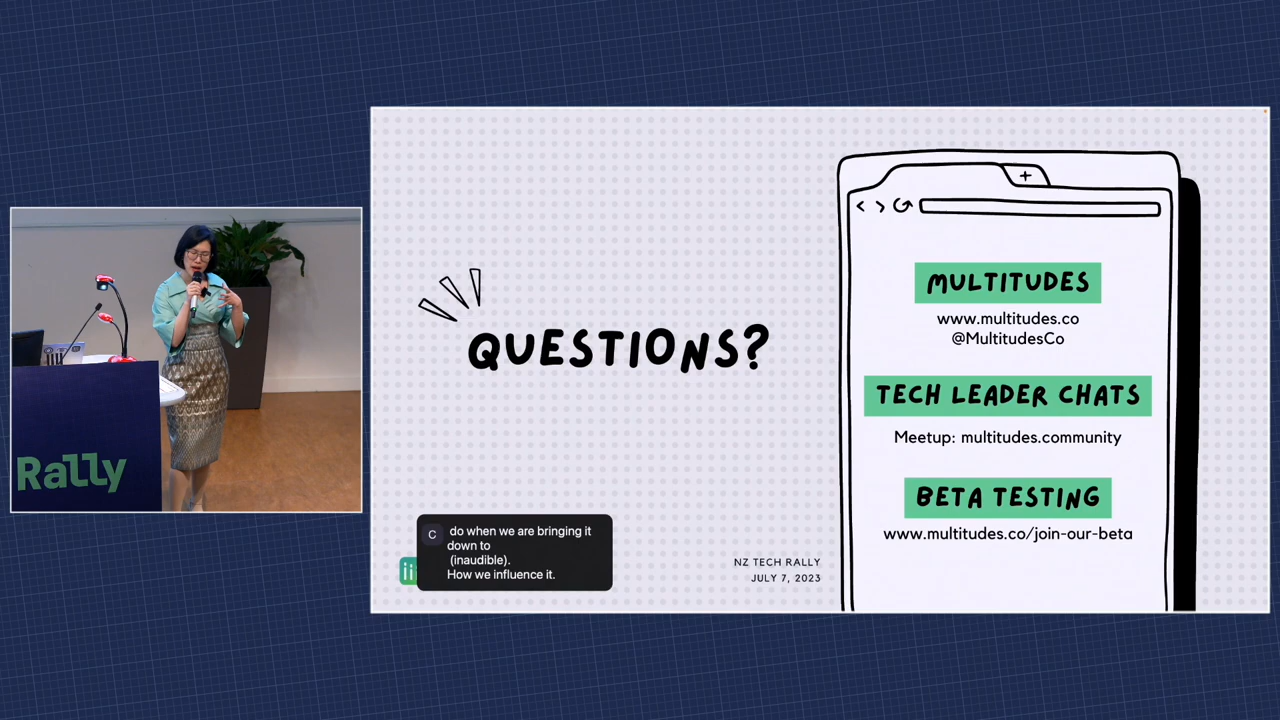 Rally
QUESTIONS?
do when we are bringing it
down to
(inaudible).
How we influence it.
C
NZ TECH RALLY
JULY 7, 2023
+
MULTITUDES
www.multitudes.co
@MultitudesCo
TECH LEADER CHATS
Meetup: multitudes.community
BETA TESTING
www.multitudes.co/join-our-beta